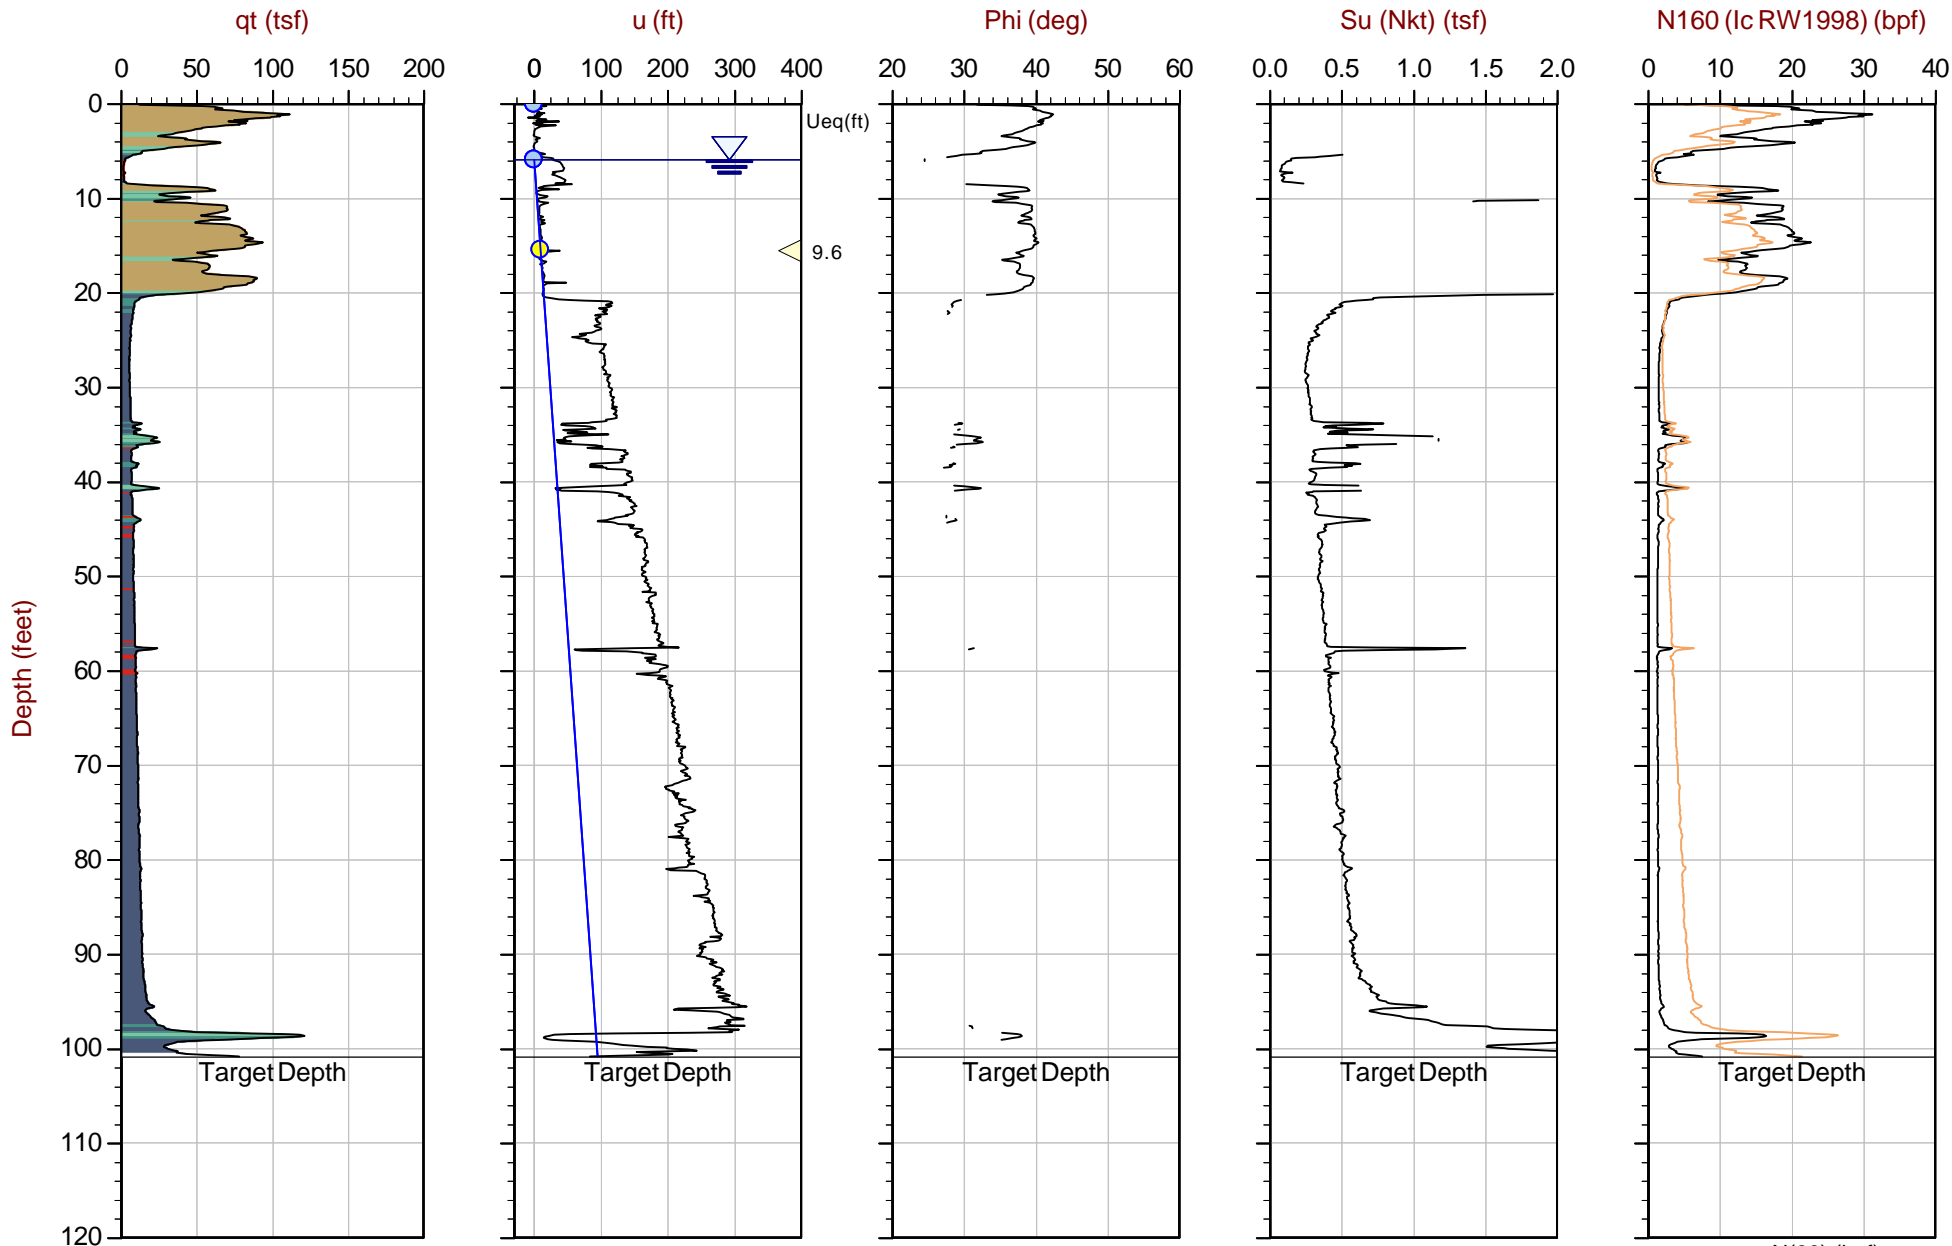 qt (tsf)
u (ft)
Phi (deg)
Su (Nkt) (tsf)
N160 (Ic RW1998) (bpf)
0 50 100 150 200
0 100 200 300 400
20 30 40 50 60
0.0 0.5 1.0 1.5 2.0
0 10 20 30 40
0
Ueq(ft)
10
9.6
20
30
40
50
60
70
80
90
100
110
120
Depth (feet)
Target Depth
Target Depth
Target Depth
Target Depth
Target Depth